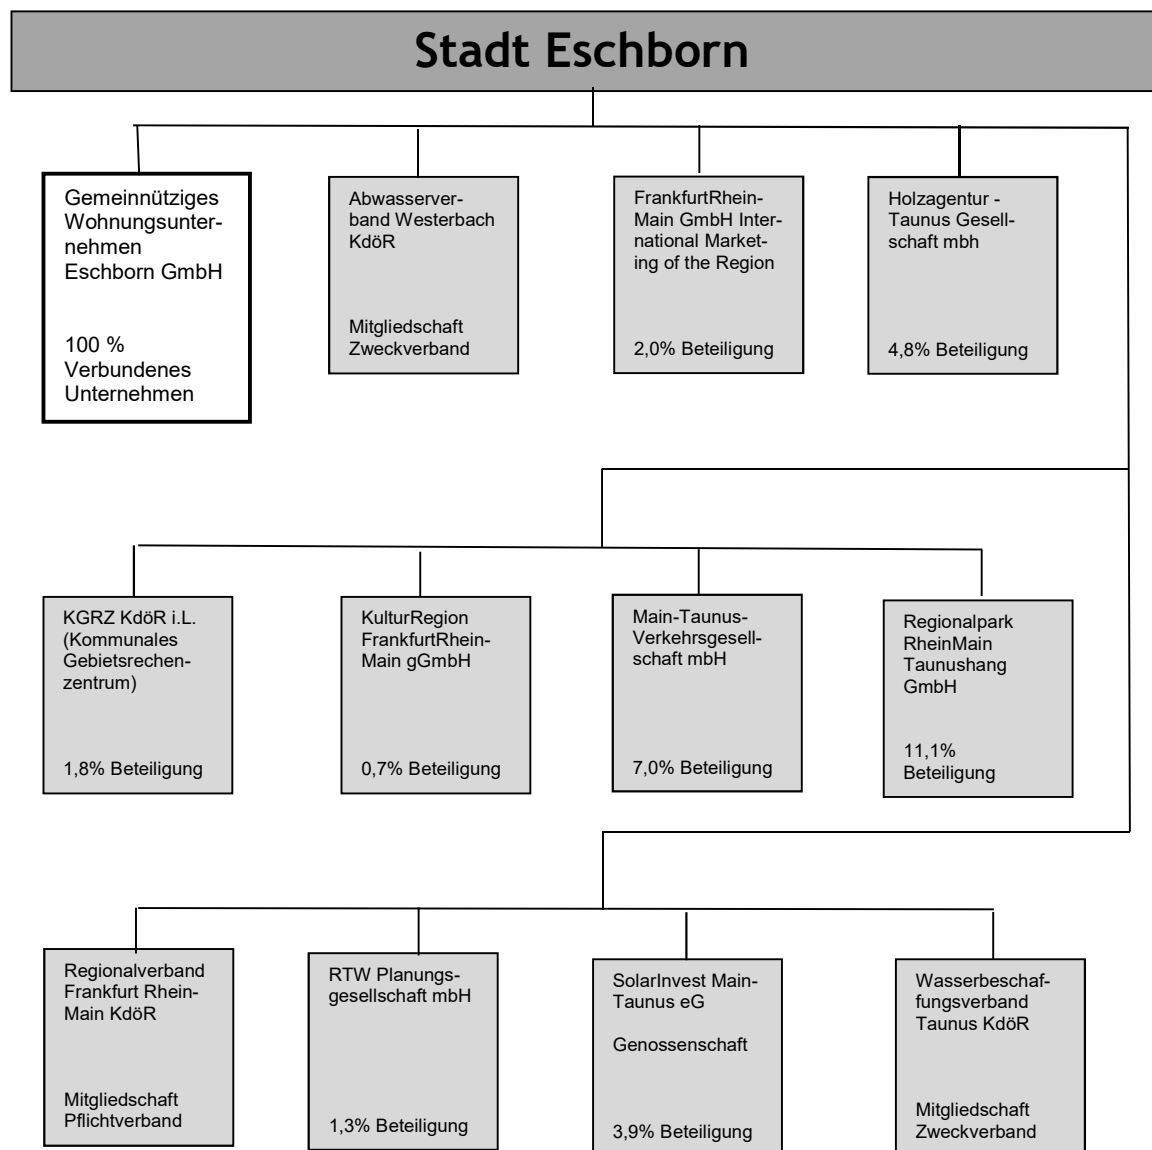 Stadt Eschborn
Gemeinnütziges
Wohnungsunter-
nehmen
Eschborn GmbH
100 %
Verbundenes
Unternehmen
Abwasserver-
band Westerbach
KdöR
Mitgliedschaft
Zweckverband
FrankfurtRhein-
Main GmbH Inter-
national Market-
ing of the Region
2,0% Beteiligung
Holzagentur -
Taunus Gesell-
schaft mbh
4,8% Beteiligung
KGRZ KdöR i.L.
(Kommunales
Gebietsrechen-
zentrum)
1,8% Beteiligung
KulturRegion
FrankfurtRhein-
Main gGmbH
0,7% Beteiligung
Main-Taunus-
Verkehrsgesell-
schaft mbH
7,0% Beteiligung
Regionalpark
RheinMain
Taunushang
GmbH
11,1%
Beteiligung
Regionalverband
Frankfurt Rhein-
Main KdöR
Mitgliedschaft
Pflichtverband
RTW Planungs-
gesellschaft mbH
1,3% Beteiligung
SolarInvest Main-
Taunus eG
Genossenschaft
3,9% Beteiligung
Wasserbeschaf-
fungsverband
Taunus KdöR
Mitgliedschaft
Zweckverband